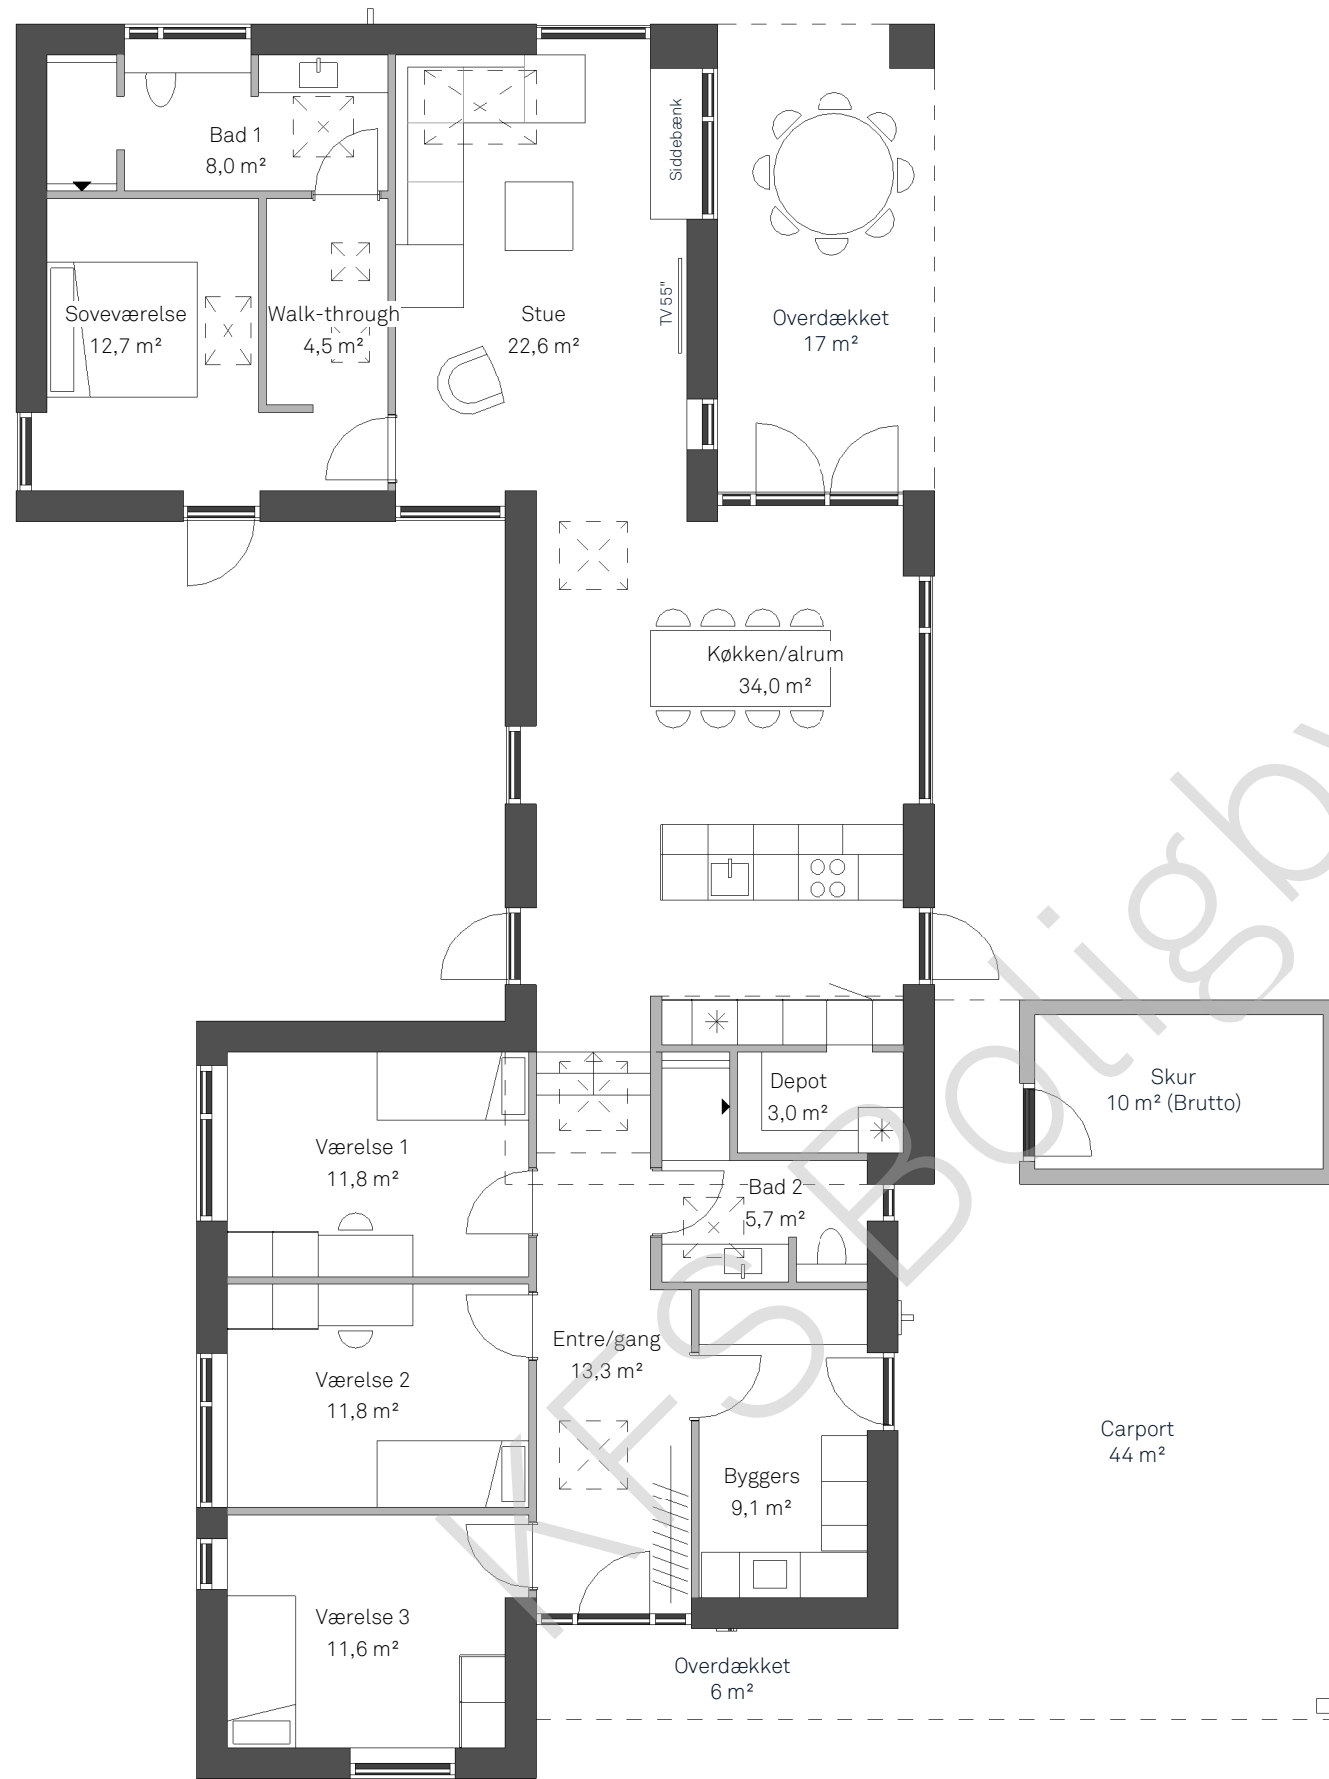 Bad 1
8,0 m²
Siddebænk
Soveværelse
12,7 m²
Walk-through
4,5 m²
Stue
22,6 m²
TV 55"
Overdækket
17 m²
Køkken/alrum
34,0 m²
Depot
3,0 m²
Skur
10 m² (Brutto)
Værelse 1
11,8 m²
Bad 2
5,7 m²
Entre/gang
13,3 m²
Værelse 2
11,8 m²
Byggers
9,1 m²
Carport
44 m²
Værelse 3
11,6 m²
Overdækket
6 m²
KFS Boligby